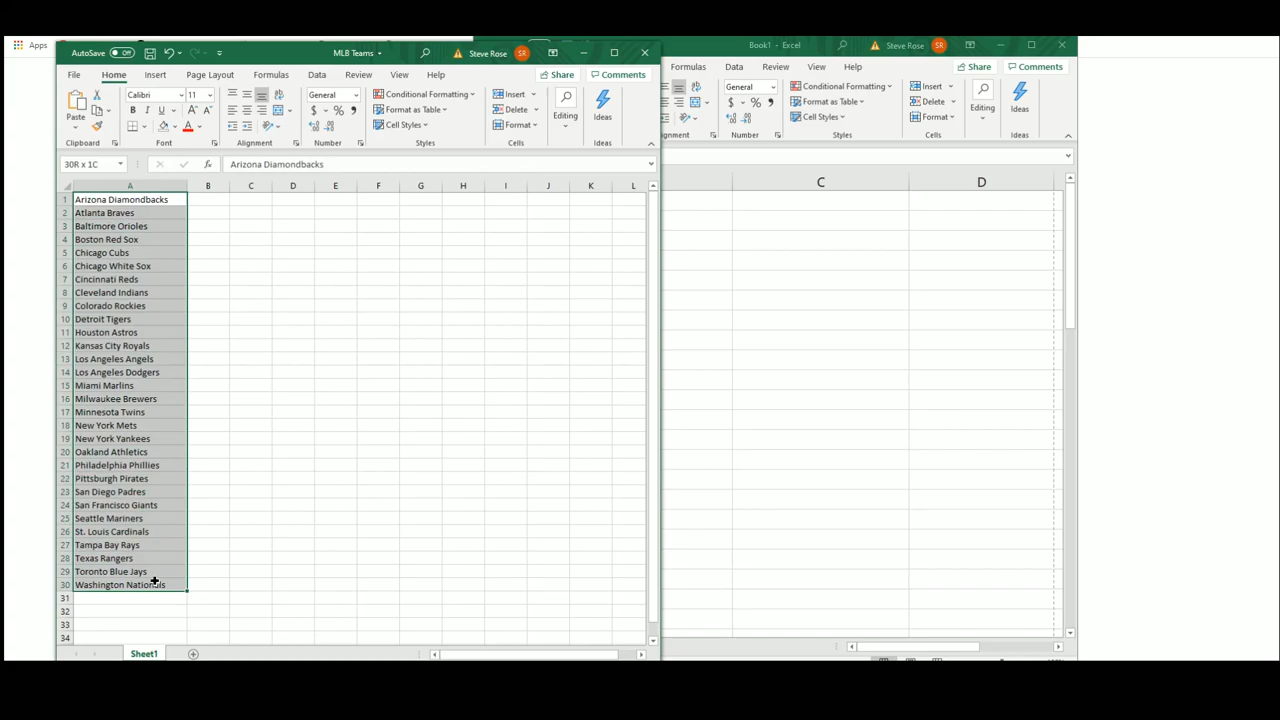 Apps
AutoSave Off
MLB Teams
Steve Rose SR
File Home Insert Page Layout Formulas Data Review View Help Share Comments
Paste
Calibri 11
B I U
A
General
$ % 9
Conditional Formatting
Format as Table
Cell Styles
Insert
Delete
Format
Editing
Ideas
Clipboard Font Alignment Number Styles Cells Ideas
30R x 1C fx Arizona Diamondbacks
A B C D E F G H I J K L
1 Arizona Diamondbacks
2 Atlanta Braves
3 Baltimore Orioles
4 Boston Red Sox
5 Chicago Cubs
6 Chicago White Sox
7 Cincinnati Reds
8 Cleveland Indians
9 Colorado Rockies
10 Detroit Tigers
11 Houston Astros
12 Kansas City Royals
13 Los Angeles Angels
14 Los Angeles Dodgers
15 Miami Marlins
16 Milwaukee Brewers
17 Minnesota Twins
18 New York Mets
19 New York Yankees
20 Oakland Athletics
21 Philadelphia Phillies
22 Pittsburgh Pirates
23 San Diego Padres
24 San Francisco Giants
25 Seattle Mariners
26 St. Louis Cardinals
27 Tampa Bay Rays
28 Texas Rangers
29 Toronto Blue Jays
30 Washington Nationals
31
32
33
34
Sheet1
Book1 - Excel
Steve Rose SR
Formulas Data Review View Help Share Comments
General
$ % 9
Conditional Formatting
Format as Table
Cell Styles
Insert
Delete
Format
Editing
Ideas
Number Styles Cells Ideas
C D